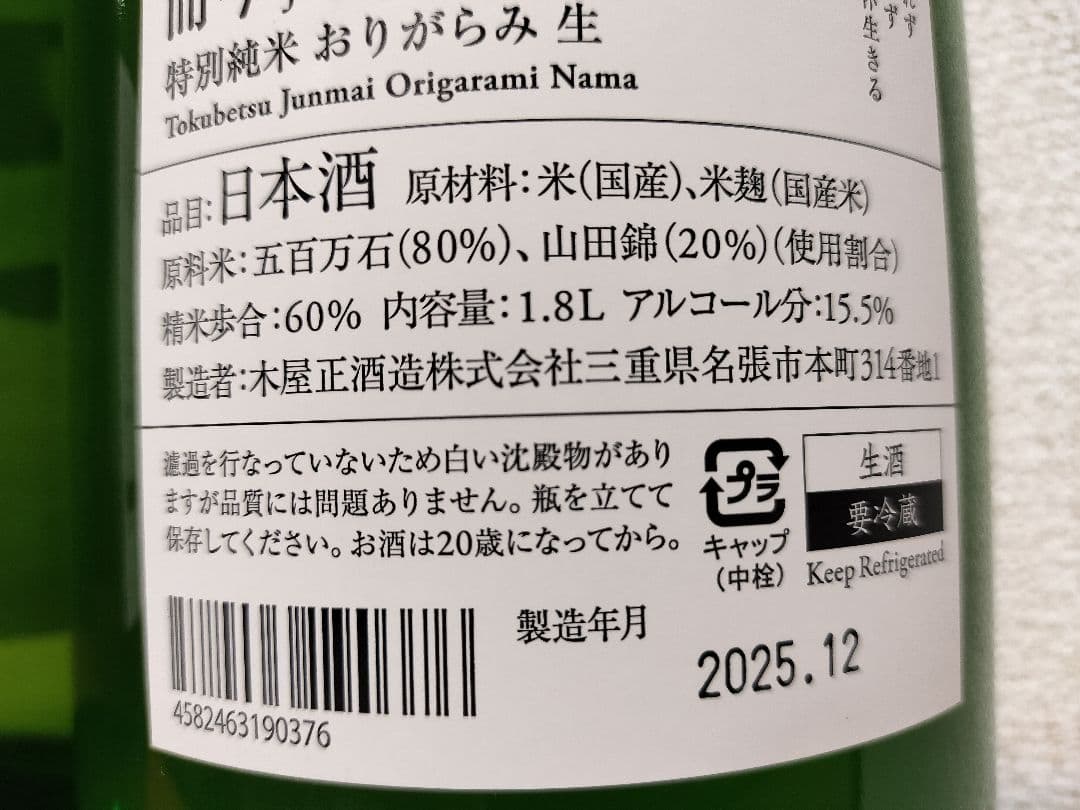 れず
ず
生きる
特別純米 おりがらみ 生
Tokubetsu Junmai Origarami Nama
品目:日本酒 原材料:米(国産)、米麹(国産米)
原料米:五百万石(80%)、山田錦(20%)(使用割合)
精米歩合:60% 内容量:1.8L アルコール分:15.5%
製造者:木屋正酒造株式会社三重県名張市本町314番地1
濾過を行なっていないため白い沈殿物があり
ますが品質には問題ありません。瓶を立てて
保存してください。お酒は20歳になってから。
プラ
キャップ
(中栓)
生酒
要冷蔵
Keep Refrigerated
製造年月
2025.12
4582463190376